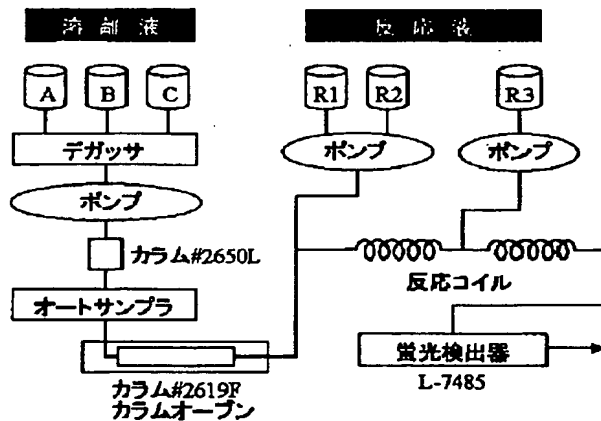 溶部液
反応液
A B C
R1 R2
R3
デガッサ
ポンプ
ポンプ
ポンプ
カラム#2650L
反応コイル
オートサンプラ
蛍光検出器
L-7485
カラム#2619F
カラムオーブン